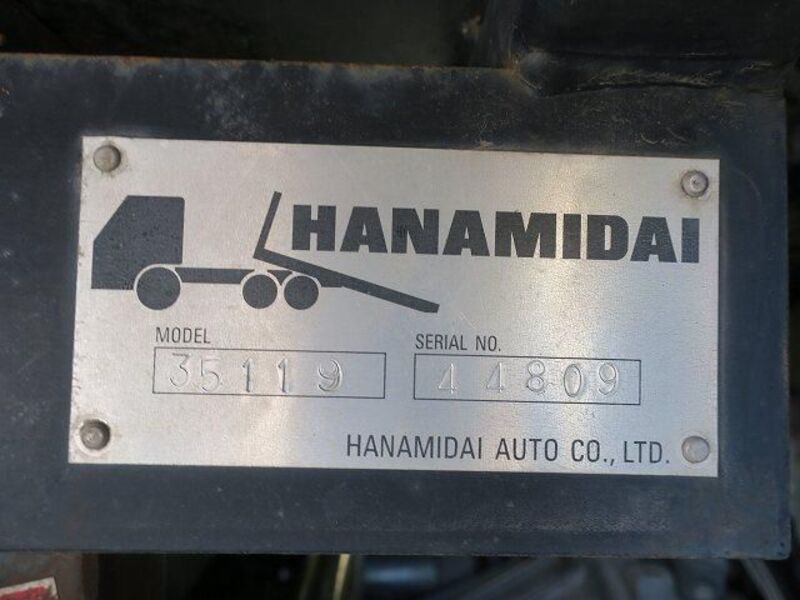 HANAMIDAI
MODEL
35119
SERIAL NO.
44809
HANAMIDAI AUTO CO., LTD.